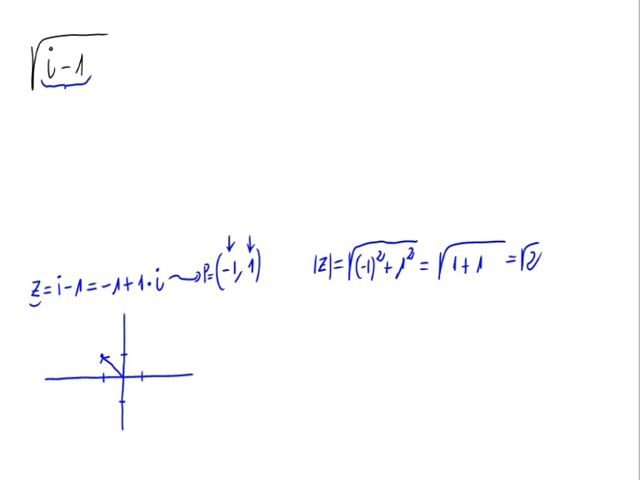 √(i-1)
z = i-1 = -1+1·i → P=(-1, 1)
|z| = √((-1)²+1²) = √(1+1) = √2